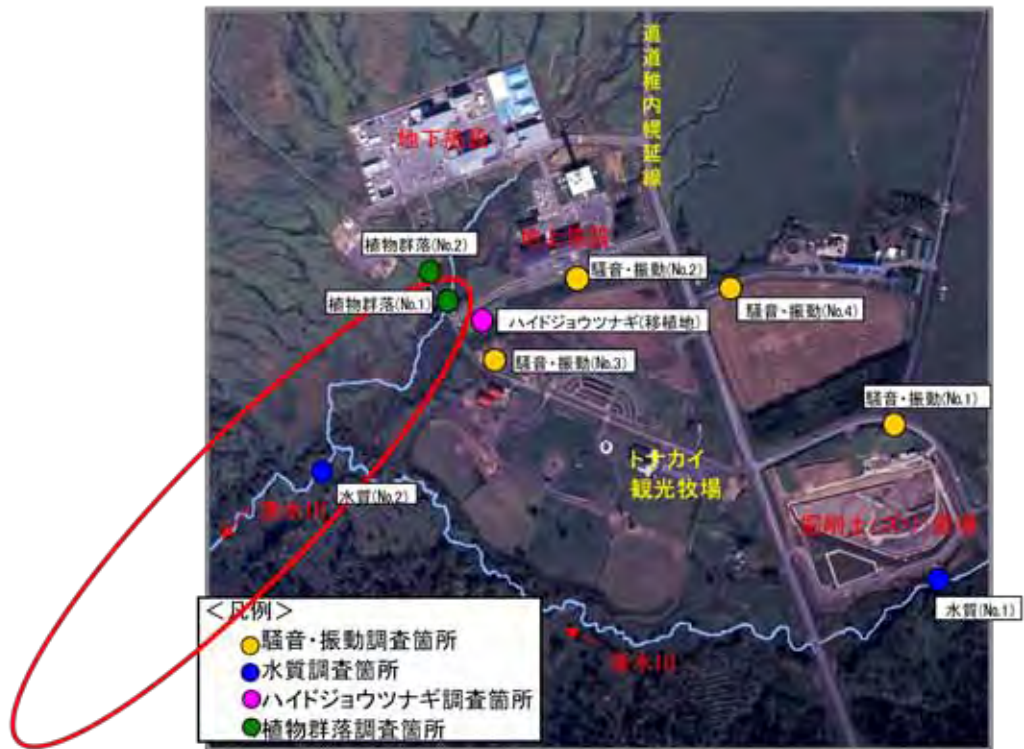 道道稚内幌延線
地下施設
植物群落(No.2)
騒音・振動(No.2)
植物群落(No.1)
騒音・振動(No.4)
ハイドジョウツナギ(移植地)
騒音・振動(No.3)
騒音・振動(No.1)
トナカイ
観光牧場
水質(No.2)
水質(No.1)
<凡例>
騒音・振動調査箇所
水質調査箇所
ハイドジョウツナギ調査箇所
植物群落調査箇所